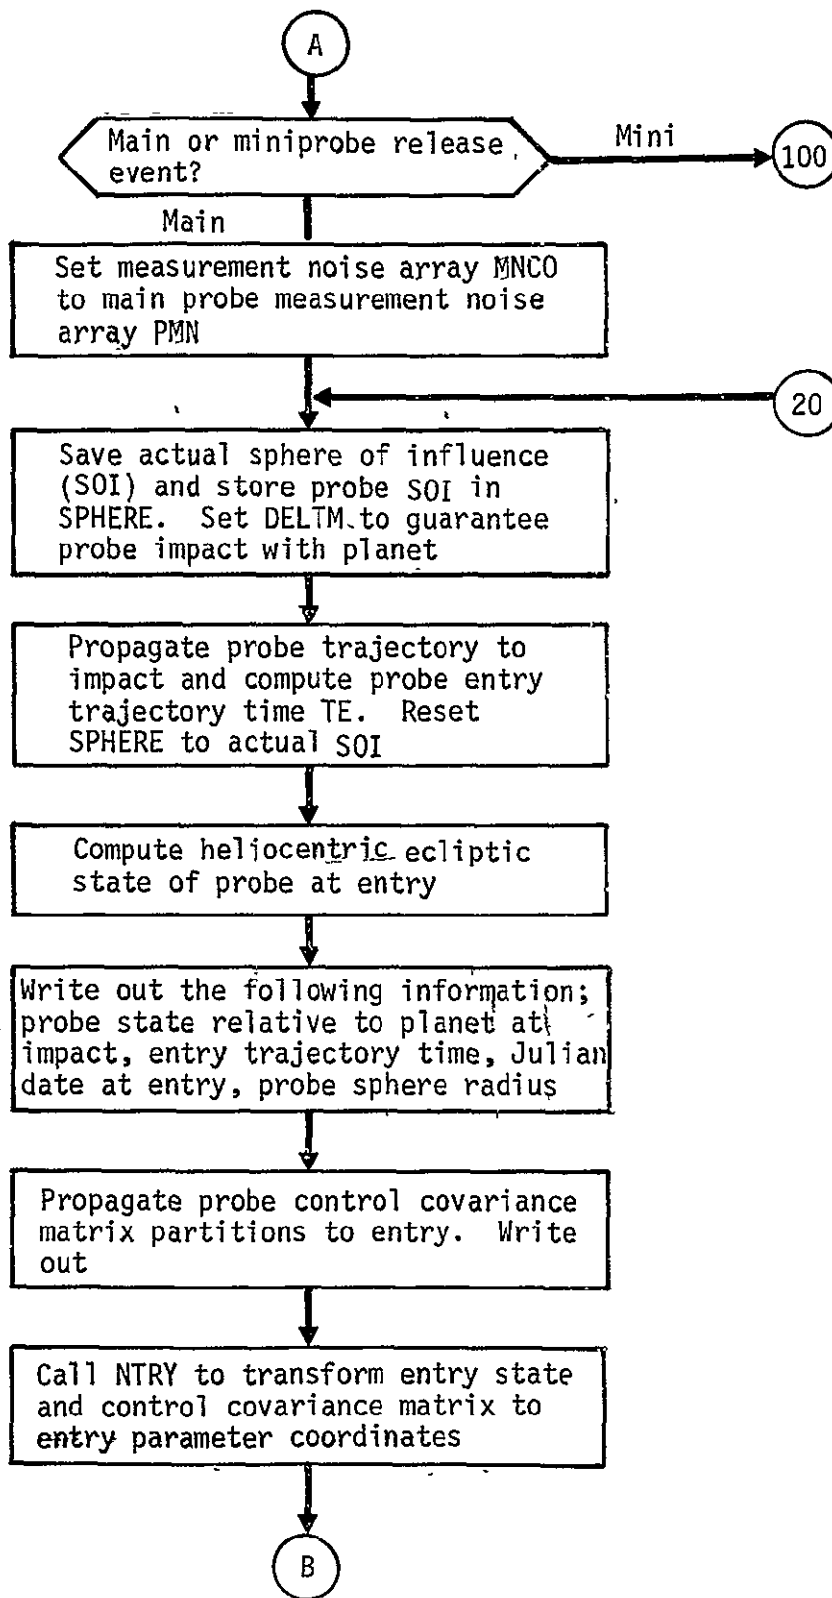 A
Main or miniprobe release
event?
Mini
100
Main
Set measurement noise array MNCO
to main probe measurement noise
array PMN
20
Save actual sphere of influence
(SOI) and store probe SOI in
SPHERE. Set DELTM to guarantee
probe impact with planet
Propagate probe trajectory to
impact and compute probe entry
trajectory time TE. Reset
SPHERE to actual SOI
Compute heliocentric ecliptic
state of probe at entry
Write out the following information;
probe state relative to planet at
impact, entry trajectory time, Julian
date at entry, probe sphere radius
Propagate probe control covariance
matrix partitions to entry. Write
out
Call NTRY to transform entry state
and control covariance matrix to
entry parameter coordinates
B